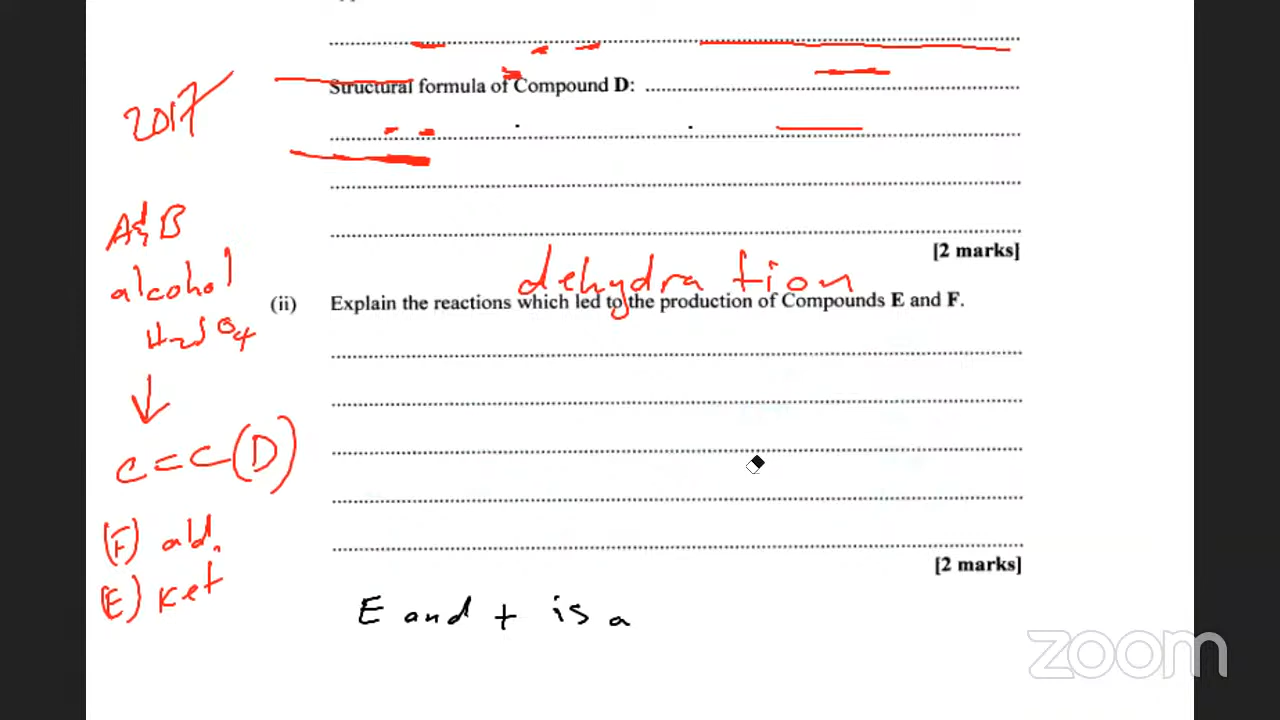 Structural formula of Compound D:
2017
[2 marks]
A & B
alcohol
H2SO4
C=C (D)
(F) ald.
(E) ket
dehydration
(ii) Explain the reactions which led to the production of Compounds E and F.
[2 marks]
E and + is a
zoom